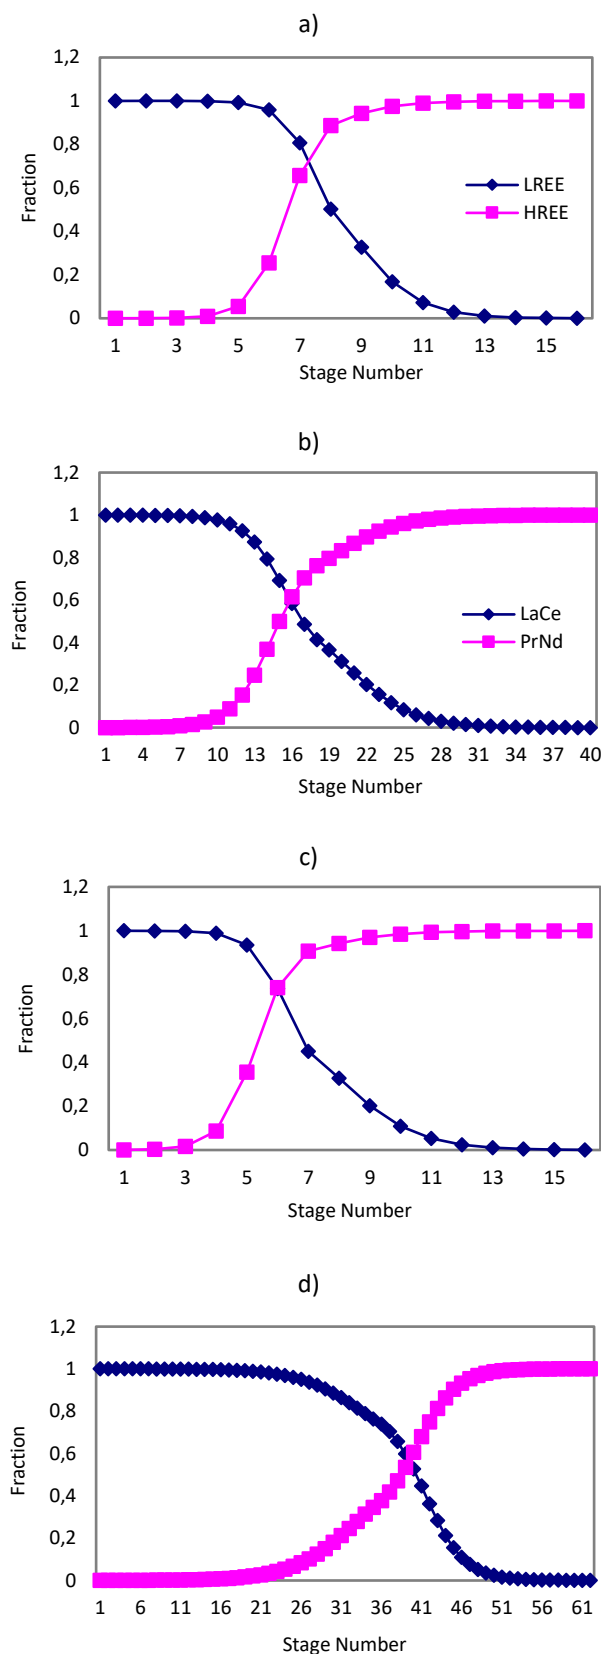 a)
1,2
1
0,8
0,6
0,4
0,2
0
Fraction
LREE
HREE
1 3 5 7 9 11 13 15
Stage Number
b)
1,2
1
0,8
0,6
0,4
0,2
0
Fraction
LaCe
PrNd
1 4 7 10 13 16 19 22 25 28 31 34 37 40
Stage Number
c)
1,2
1
0,8
0,6
0,4
0,2
0
Fraction
1 3 5 7 9 11 13 15
Stage Number
d)
1,2
1
0,8
0,6
0,4
0,2
0
Fraction
1 6 11 16 21 26 31 36 41 46 51 56 61
Stage Number